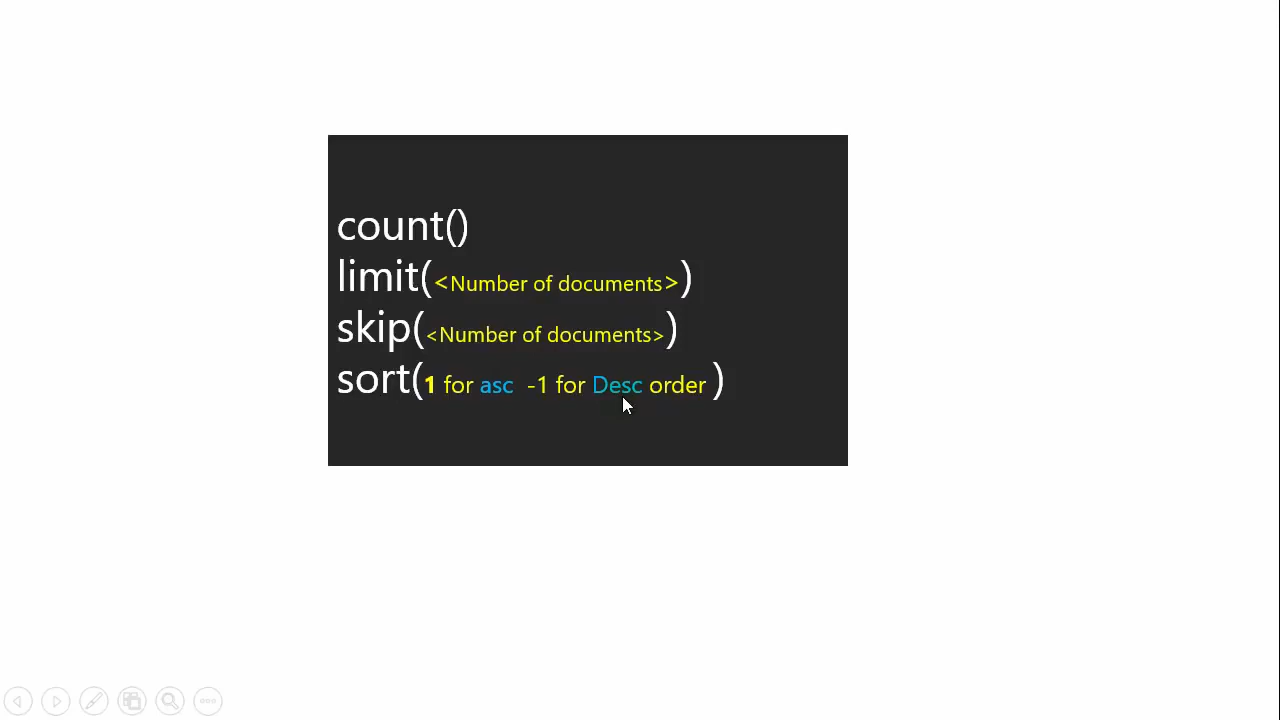 count()
limit(<Number of documents>)
skip(<Number of documents>)
sort(1 for asc  -1 for Desc order )